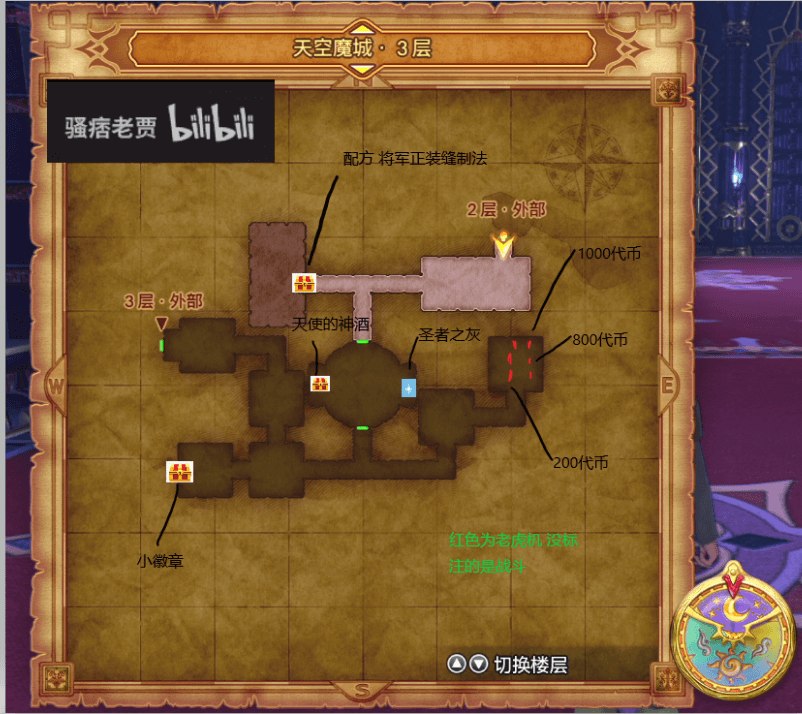 天空魔城·3层
N
骚痞老贾 bilibili
配方 将军正装缝制法
2层·外部
1000代币
3层·外部
天使的神酒
圣者之灰
800代币
W
E
200代币
小徽章
红色为老虎机 没标
注的是战斗
切换楼层
S